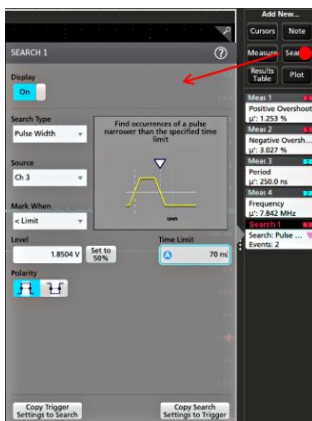 Add New...
Cursors
Note
Measure
Results
Table
Plot
SEARCH 1
Display
On
Search Type
Pulse Width
Find occurrences of a pulse
narrower than the specified time
limit
Source
Ch 3
Mark When
< Limit
Level
1.8504 V
Set to
50%
Time Limit
70 ns
Polarity
Copy Trigger
Settings to Search
Copy Search
Settings to Trigger
Meas 1
Positive Overshoot
µ': 1.253 %
Meas 2
Negative Oversh...
µ': 3.027 %
Meas 3
Period
µ': 250.0 ns
Meas 4
Frequency
µ': 7.842 MHz
Search 1
Search: Pulse ...
Events: 2